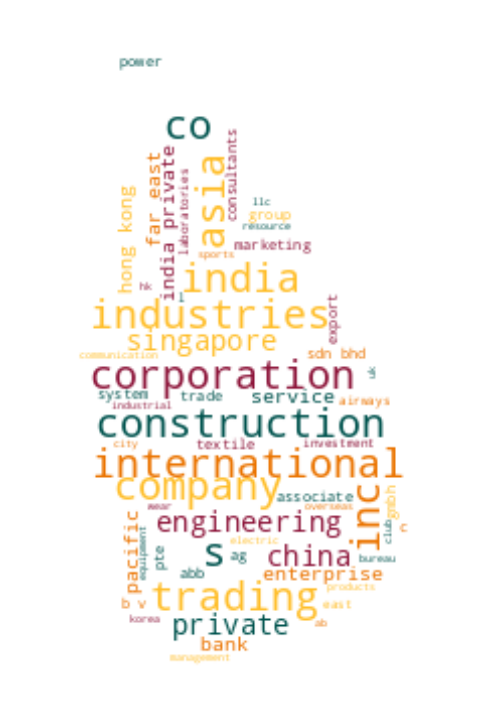 power
co
consultants
asia
far east
india private
laboratories
hong kong
llc
group
resource
marketing
sports
india
hk
l
industries
export
singapore
communication
sdn bhd
corporation
uk
system
trade
service
airways
industrial
construction
city
textile
investment
international
company
associate
inc
gmbh
wear
overseas
engineering
club
c
pacific
equipment
electric
pte
s
ag
china
bureau
abb
enterprise
products
trading
b v
east
korea
private
ab
bank
management